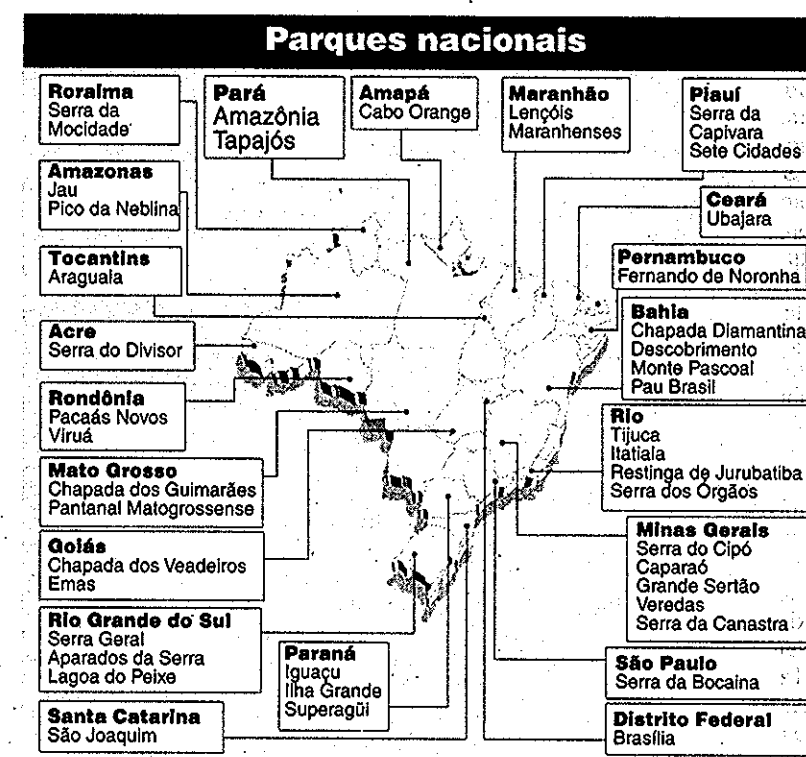 Parques nacionais
Roraima
Serra da
Mocidade
Pará
Amazônia
Tapajós
Amapá
Cabo Orange
Maranhão
Lençóis
Maranhenses
Piauí
Serra da
Capivara
Sete Cidades
Amazonas
Jau
Pico da Neblina
Ceará
Ubajara
Tocantins
Araguaia
Pernambuco
Fernando de Noronha
Acre
Serra do Divisor
Bahia
Chapada Diamantina
Descobrimento
Monte Pascoal
Pau Brasil
Rondônia
Pacaás Novos
Viruá
Rio
Tijuca
Itatiaia
Restinga de Jurubatiba
Serra dos Órgãos
Mato Grosso
Chapada dos Guimarães
Pantanal Matogrossense
Goiás
Chapada dos Veadeiros
Emas
Minas Gerais
Serra do Cipó
Caparaó
Grande Sertão
Veredas
Serra da Canastra
Rio Grande do Sul
Serra Geral
Aparados da Serra
Lagoa do Peixe
Paraná
Iguaçu
Ilha Grande
Superagüi
São Paulo
Serra da Bocaina
Santa Catarina
São Joaquim
Distrito Federal
Brasília